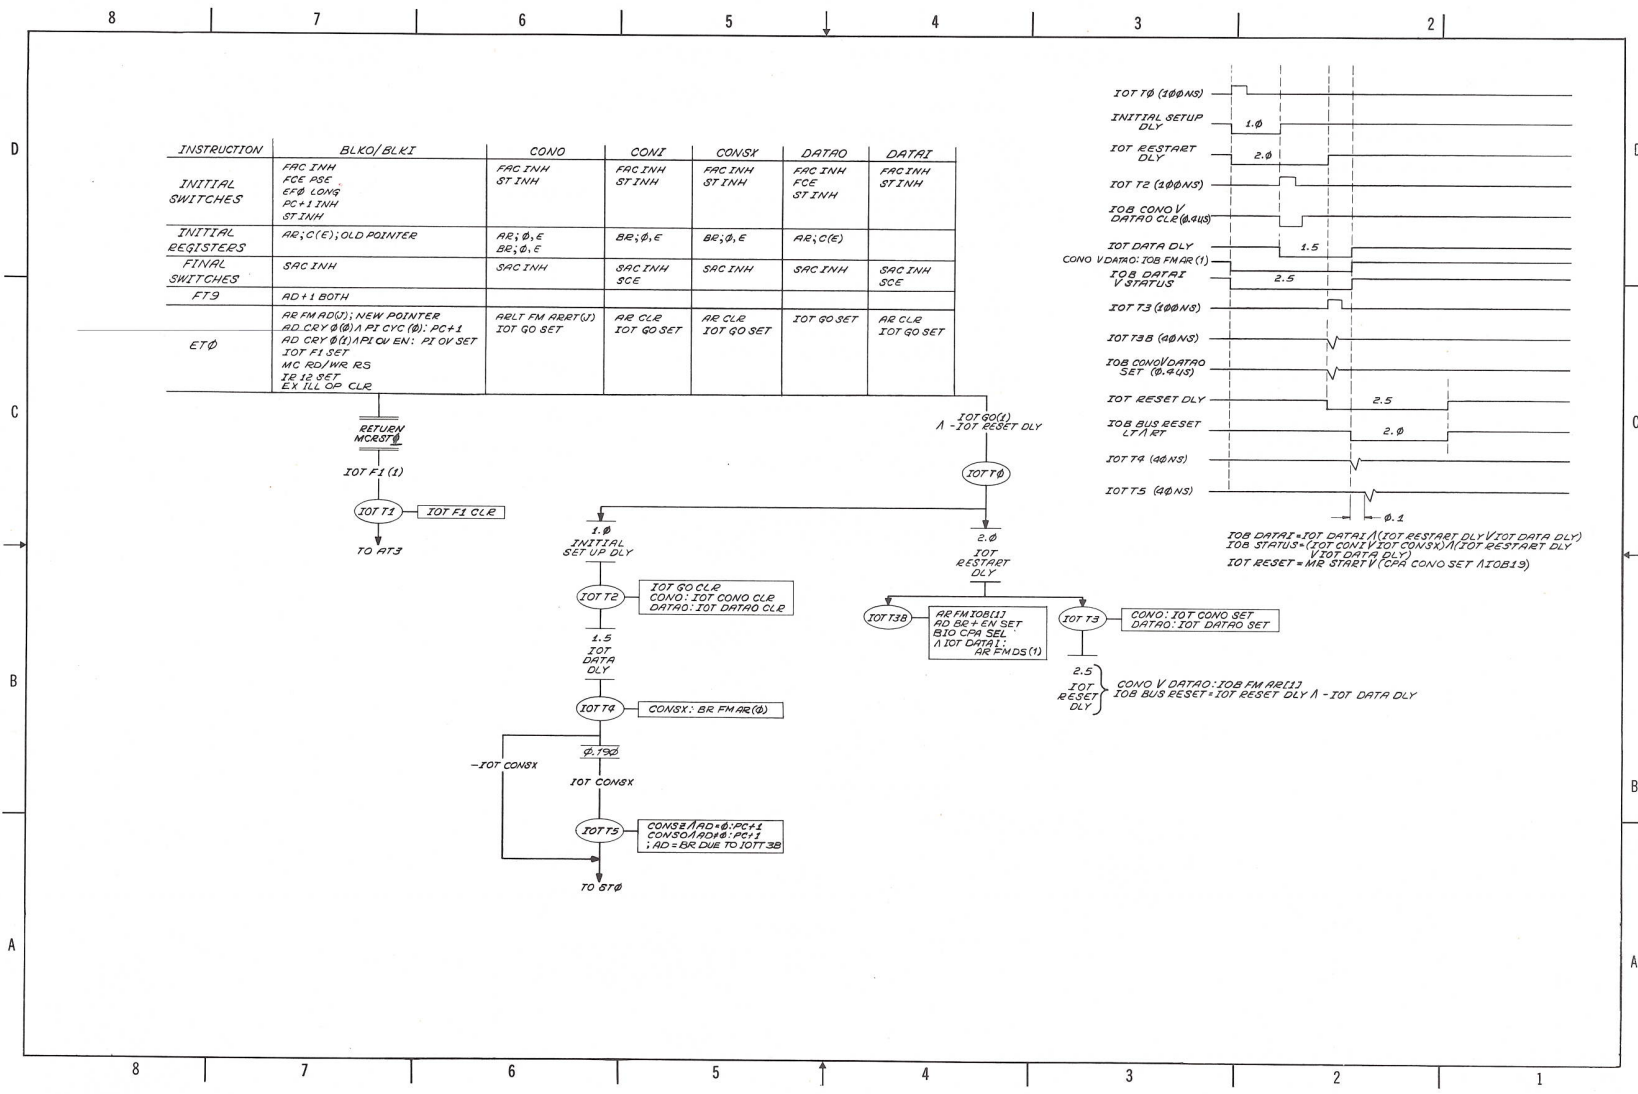 8 7 6 5 4 3 2
D
C
B
A
INSTRUCTION BLKO/BLKI CONO CONI CONSX DATAO DATAI
INITIAL SWITCHES
FAC INH
FCE PSE
EFØ LONG
PC+1 INH
ST INH
FAC INH
ST INH
FAC INH
ST INH
FAC INH
ST INH
FAC INH
FCE
ST INH
FAC INH
ST INH
INITIAL REGISTERS
AR; C(E); OLD POINTER
AR; Ø,E
BR; Ø,E
BR; Ø,E
BR; Ø,E
AR; C(E)
FINAL SWITCHES
SAC INH
SAC INH
SAC INH
SCE
SAC INH
SAC INH
SAC INH
SCE
FT9
AD+1 BOTH
ETØ
AR FM AD(J); NEW POINTER
AD CRY Ø(Ø) Λ PI CYC (Ø): PC+1
AD CRY Ø(1) Λ PI OV EN: PI OV SET
IOT F1 SET
MC RD/WR RS
IR 12 SET
EX ILL OP CLR
ARLT FM ARRT(J)
IOT GO SET
AR CLR
IOT GO SET
AR CLR
IOT GO SET
IOT GO SET
AR CLR
IOT GO SET
RETURN
MCRSTØ
IOT F1 (1)
IOT T1
IOT F1 CLR
TO AT3
IOT GO(1)
Λ -IOT RESET DLY
IOT TØ
1.Ø
INITIAL
SET UP DLY
IOT T2
IOT GO CLR
CONO: IOT CONO CLR
DATAO: IOT DATAO CLR
1.5
IOT
DATA
DLY
IOT T4
CONSX: BR FM AR(Ø)
-IOT CONSX
Ø.19Ø
IOT CONSX
IOT T5
CONSZ Λ AD=Ø: PC+1
CONSO Λ AD≠Ø: PC+1
; AD = BR DUE TO IOTT3B
TO STØ
2.Ø
IOT
RESTART
DLY
IOT T3B
AR FM IOB[1]
AD BR+ EN SET
BIO CPA SEL
Λ IOT DATAI:
AR FM DS(1)
IOT T3
CONO: IOT CONO SET
DATAO: IOT DATAO SET
2.5
IOT
RESET
DLY
CONO V DATAO: IOB FM AR[1]
IOB BUS RESET = IOT RESET DLY Λ -IOT DATA DLY
IOT TØ (1ØØNS)
INITIAL SETUP
DLY
1.Ø
IOT RESTART
DLY
2.Ø
IOT T2 (1ØØNS)
IOB CONO V
DATAO CLR (Ø.4US)
IOT DATA DLY
1.5
CONO V DATAO: IOB FM AR(1)
IOB DATAI
V STATUS
2.5
IOT T3 (1ØØNS)
IOT T3B (4ØNS)
IOB CONO V DATAO
SET (Ø.4US)
IOT RESET DLY
2.5
IOB BUS RESET
LT Λ RT
2.Ø
IOT T4 (4ØNS)
IOT T5 (4ØNS)
Ø.1
IOB DATAI = IOT DATAI Λ (IOT RESTART DLY V IOT DATA DLY)
IOB STATUS = (IOT CONI V IOT CONSX) Λ (IOT RESTART DLY
V IOT DATA DLY)
IOT RESET = MR START V (CPA CONO SET Λ IOB19)
C
B
A
8 7 6 5 4 3 2 1